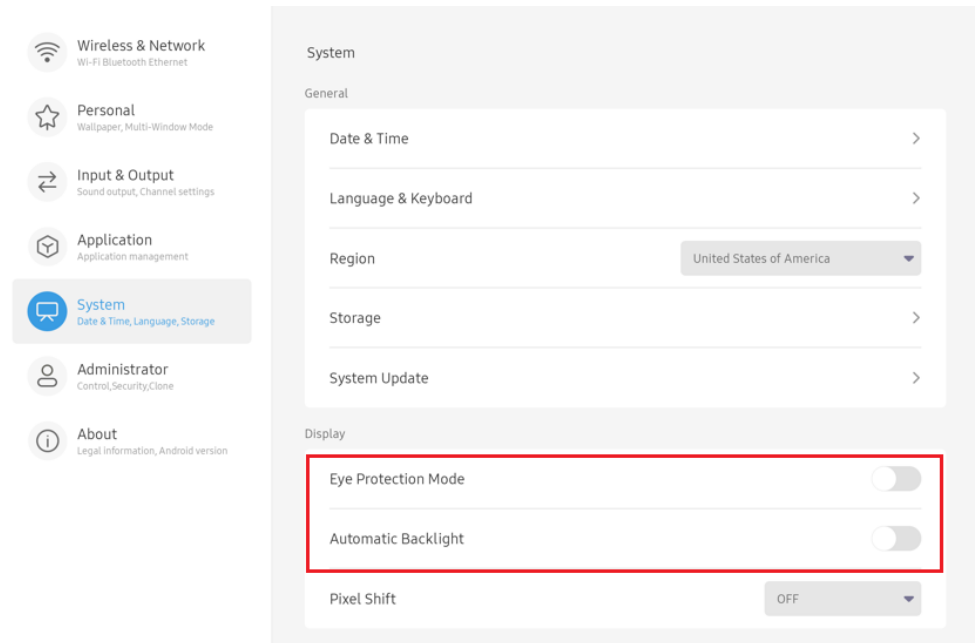 Wireless & Network
Wi-Fi Bluetooth Ethernet
Personal
Wallpaper, Multi-Window Mode
Input & Output
Sound output, Channel settings
Application
Application management
System
Date & Time, Language, Storage
Administrator
Control,Security,Clone
About
Legal information, Android version
System
General
Date & Time
Language & Keyboard
Region United States of America
Storage
System Update
Display
Eye Protection Mode
Automatic Backlight
Pixel Shift OFF